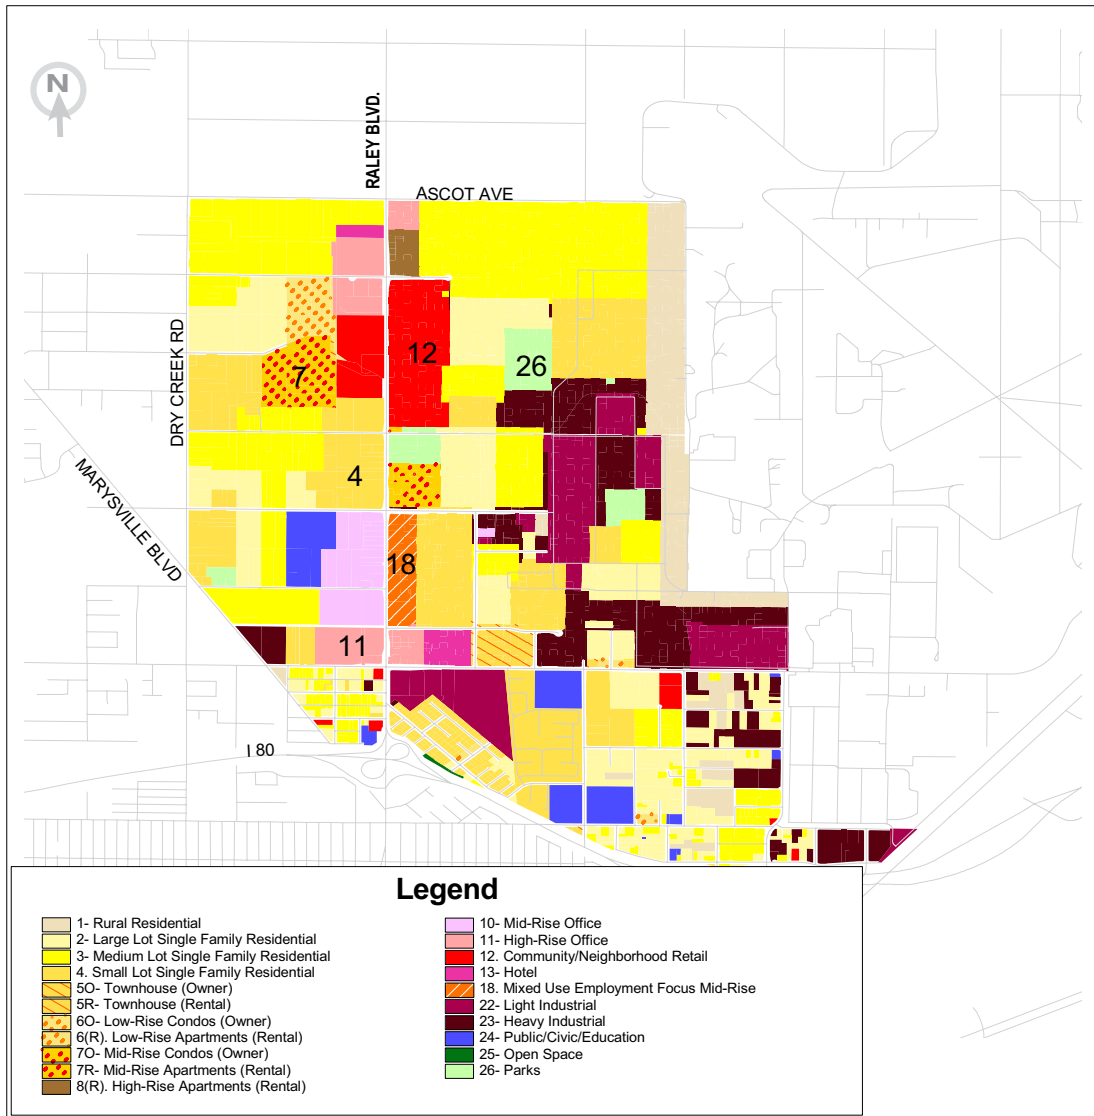 N
RALEY BLVD.
ASCOT AVE
DRY CREEK RD
12
26
7
4
MARYSVILLE BLVD
18
11
I 80
Legend
1- Rural Residential
2- Large Lot Single Family Residential
3- Medium Lot Single Family Residential
4. Small Lot Single Family Residential
5O- Townhouse (Owner)
5R- Townhouse (Rental)
6O- Low-Rise Condos (Owner)
6(R). Low-Rise Apartments (Rental)
7O- Mid-Rise Condos (Owner)
7R- Mid-Rise Apartments (Rental)
8(R). High-Rise Apartments (Rental)
10- Mid-Rise Office
11- High-Rise Office
12. Community/Neighborhood Retail
13- Hotel
18. Mixed Use Employment Focus Mid-Rise
22- Light Industrial
23- Heavy Industrial
24- Public/Civic/Education
25- Open Space
26- Parks